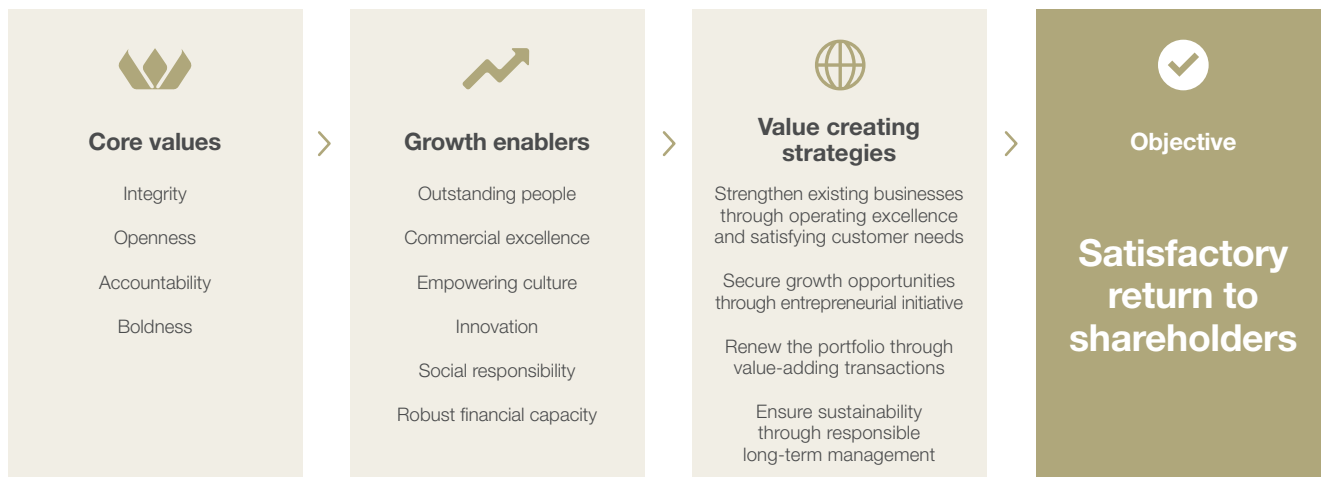 Core values
Integrity
Openness
Accountability
Boldness
Growth enablers
Outstanding people
Commercial excellence
Empowering culture
Innovation
Social responsibility
Robust financial capacity
Value creating
strategies
Strengthen existing businesses
through operating excellence
and satisfying customer needs
Secure growth opportunities
through entrepreneurial initiative
Renew the portfolio through
value-adding transactions
Ensure sustainability
through responsible
long-term management
Objective
Satisfactory
return to
shareholders